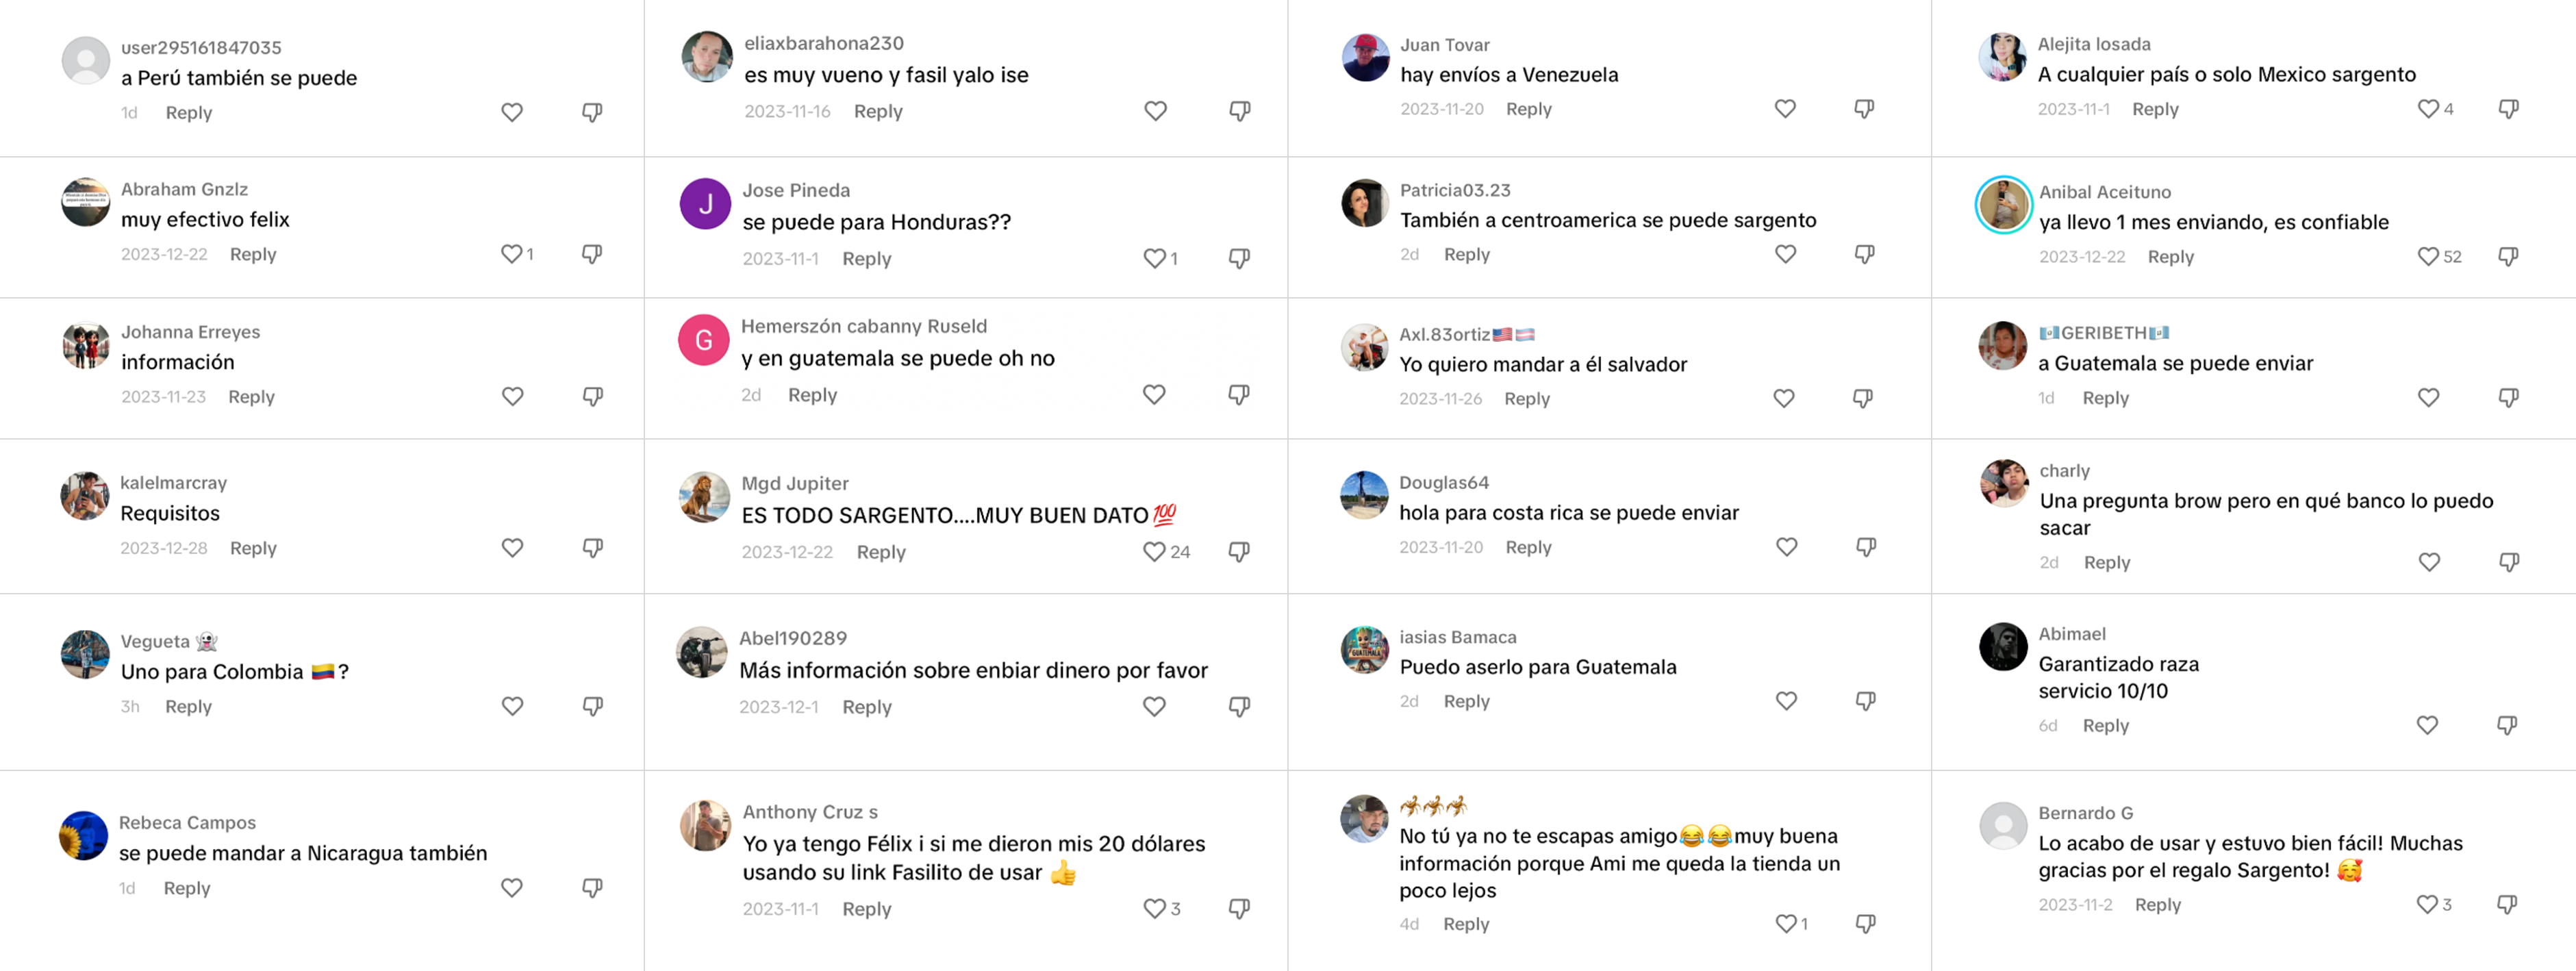 user295161847035
a Perú también se puede
1d Reply
eliaxbarahona230
es muy vueno y fasil yalo ise
2023-11-16 Reply
Juan Tovar
hay envíos a Venezuela
2023-11-20 Reply
Alejita losada
A cualquier país o solo Mexico sargento
2023-11-1 Reply 4
Abraham Gnzlz
muy efectivo felix
2023-12-22 Reply 1
J
Jose Pineda
se puede para Honduras??
2023-11-1 Reply 1
Patricia03.23
También a centroamerica se puede sargento
2d Reply
Anibal Aceituno
ya llevo 1 mes enviando, es confiable
2023-12-22 Reply 52
Johanna Erreyes
información
2023-11-23 Reply
G
Hemerszón cabanny Ruseld
y en guatemala se puede oh no
2d Reply
Axl.83ortiz🇺🇸🏳️‍⚧️
Yo quiero mandar a él salvador
2023-11-26 Reply
🇬🇹GERIBETH🇬🇹
a Guatemala se puede enviar
1d Reply
kalelmarcray
Requisitos
2023-12-28 Reply
Mgd Jupiter
ES TODO SARGENTO....MUY BUEN DATO💯
2023-12-22 Reply 24
Douglas64
hola para costa rica se puede enviar
2023-11-20 Reply
charly
Una pregunta brow pero en qué banco lo puedo
sacar
2d Reply
Vegueta 👻
Uno para Colombia 🇨🇴?
3h Reply
Abel190289
Más información sobre enbiar dinero por favor
2023-12-1 Reply
GUATEMALA
iasias Bamaca
Puedo aserlo para Guatemala
2d Reply
Abimael
Garantizado raza
servicio 10/10
6d Reply
Rebeca Campos
se puede mandar a Nicaragua también
1d Reply
Anthony Cruz s
Yo ya tengo Félix i si me dieron mis 20 dólares
usando su link Fasilito de usar 👍
2023-11-1 Reply 3
🦂🦂🦂
No tú ya no te escapas amigo😂😂muy buena
información porque Ami me queda la tienda un
poco lejos
4d Reply 1
Bernardo G
Lo acabo de usar y estuvo bien fácil! Muchas
gracias por el regalo Sargento! 🥰
2023-11-2 Reply 3